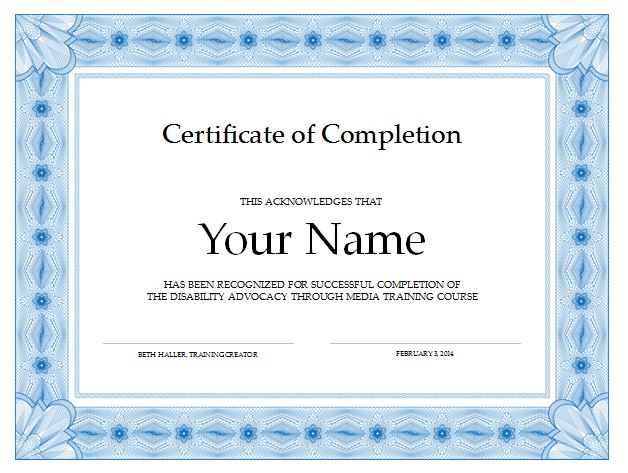 Certificate of Completion
THIS ACKNOWLEDGES THAT
Your Name
HAS BEEN RECOGNIZED FOR SUCCESSFUL COMPLETION OF
THE DISABILITY ADVOCACY THROUGH MEDIA TRAINING COURSE
BETH HALLER, TRAINING CREATOR
FEBRUARY 3, 2014